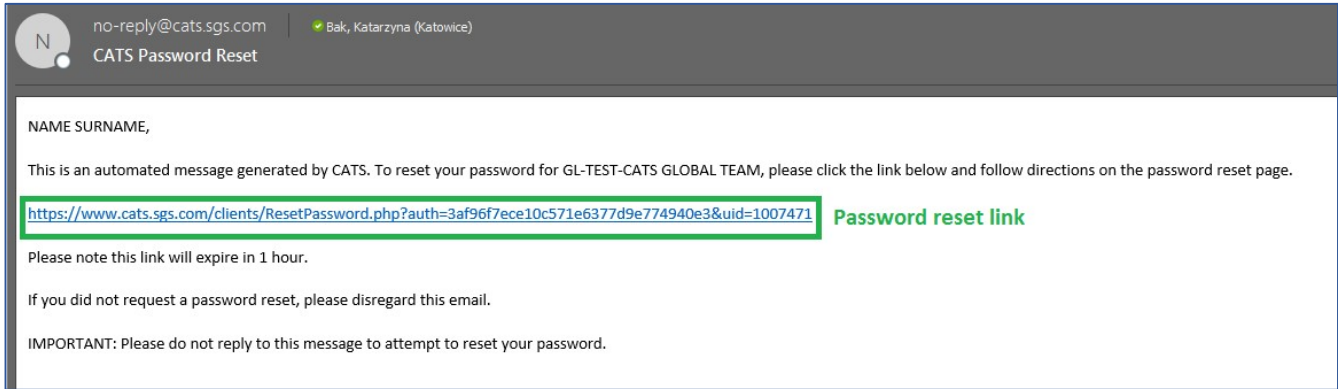 N
no-reply@cats.sgs.com
Bak, Katarzyna (Katowice)
CATS Password Reset
NAME SURNAME,
This is an automated message generated by CATS. To reset your password for GL-TEST-CATS GLOBAL TEAM, please click the link below and follow directions on the password reset page.
https://www.cats.sgs.com/clients/ResetPassword.php?auth=3af96f7ece10c571e6377d9e774940e3&uid=1007471
Password reset link
Please note this link will expire in 1 hour.
If you did not request a password reset, please disregard this email.
IMPORTANT: Please do not reply to this message to attempt to reset your password.